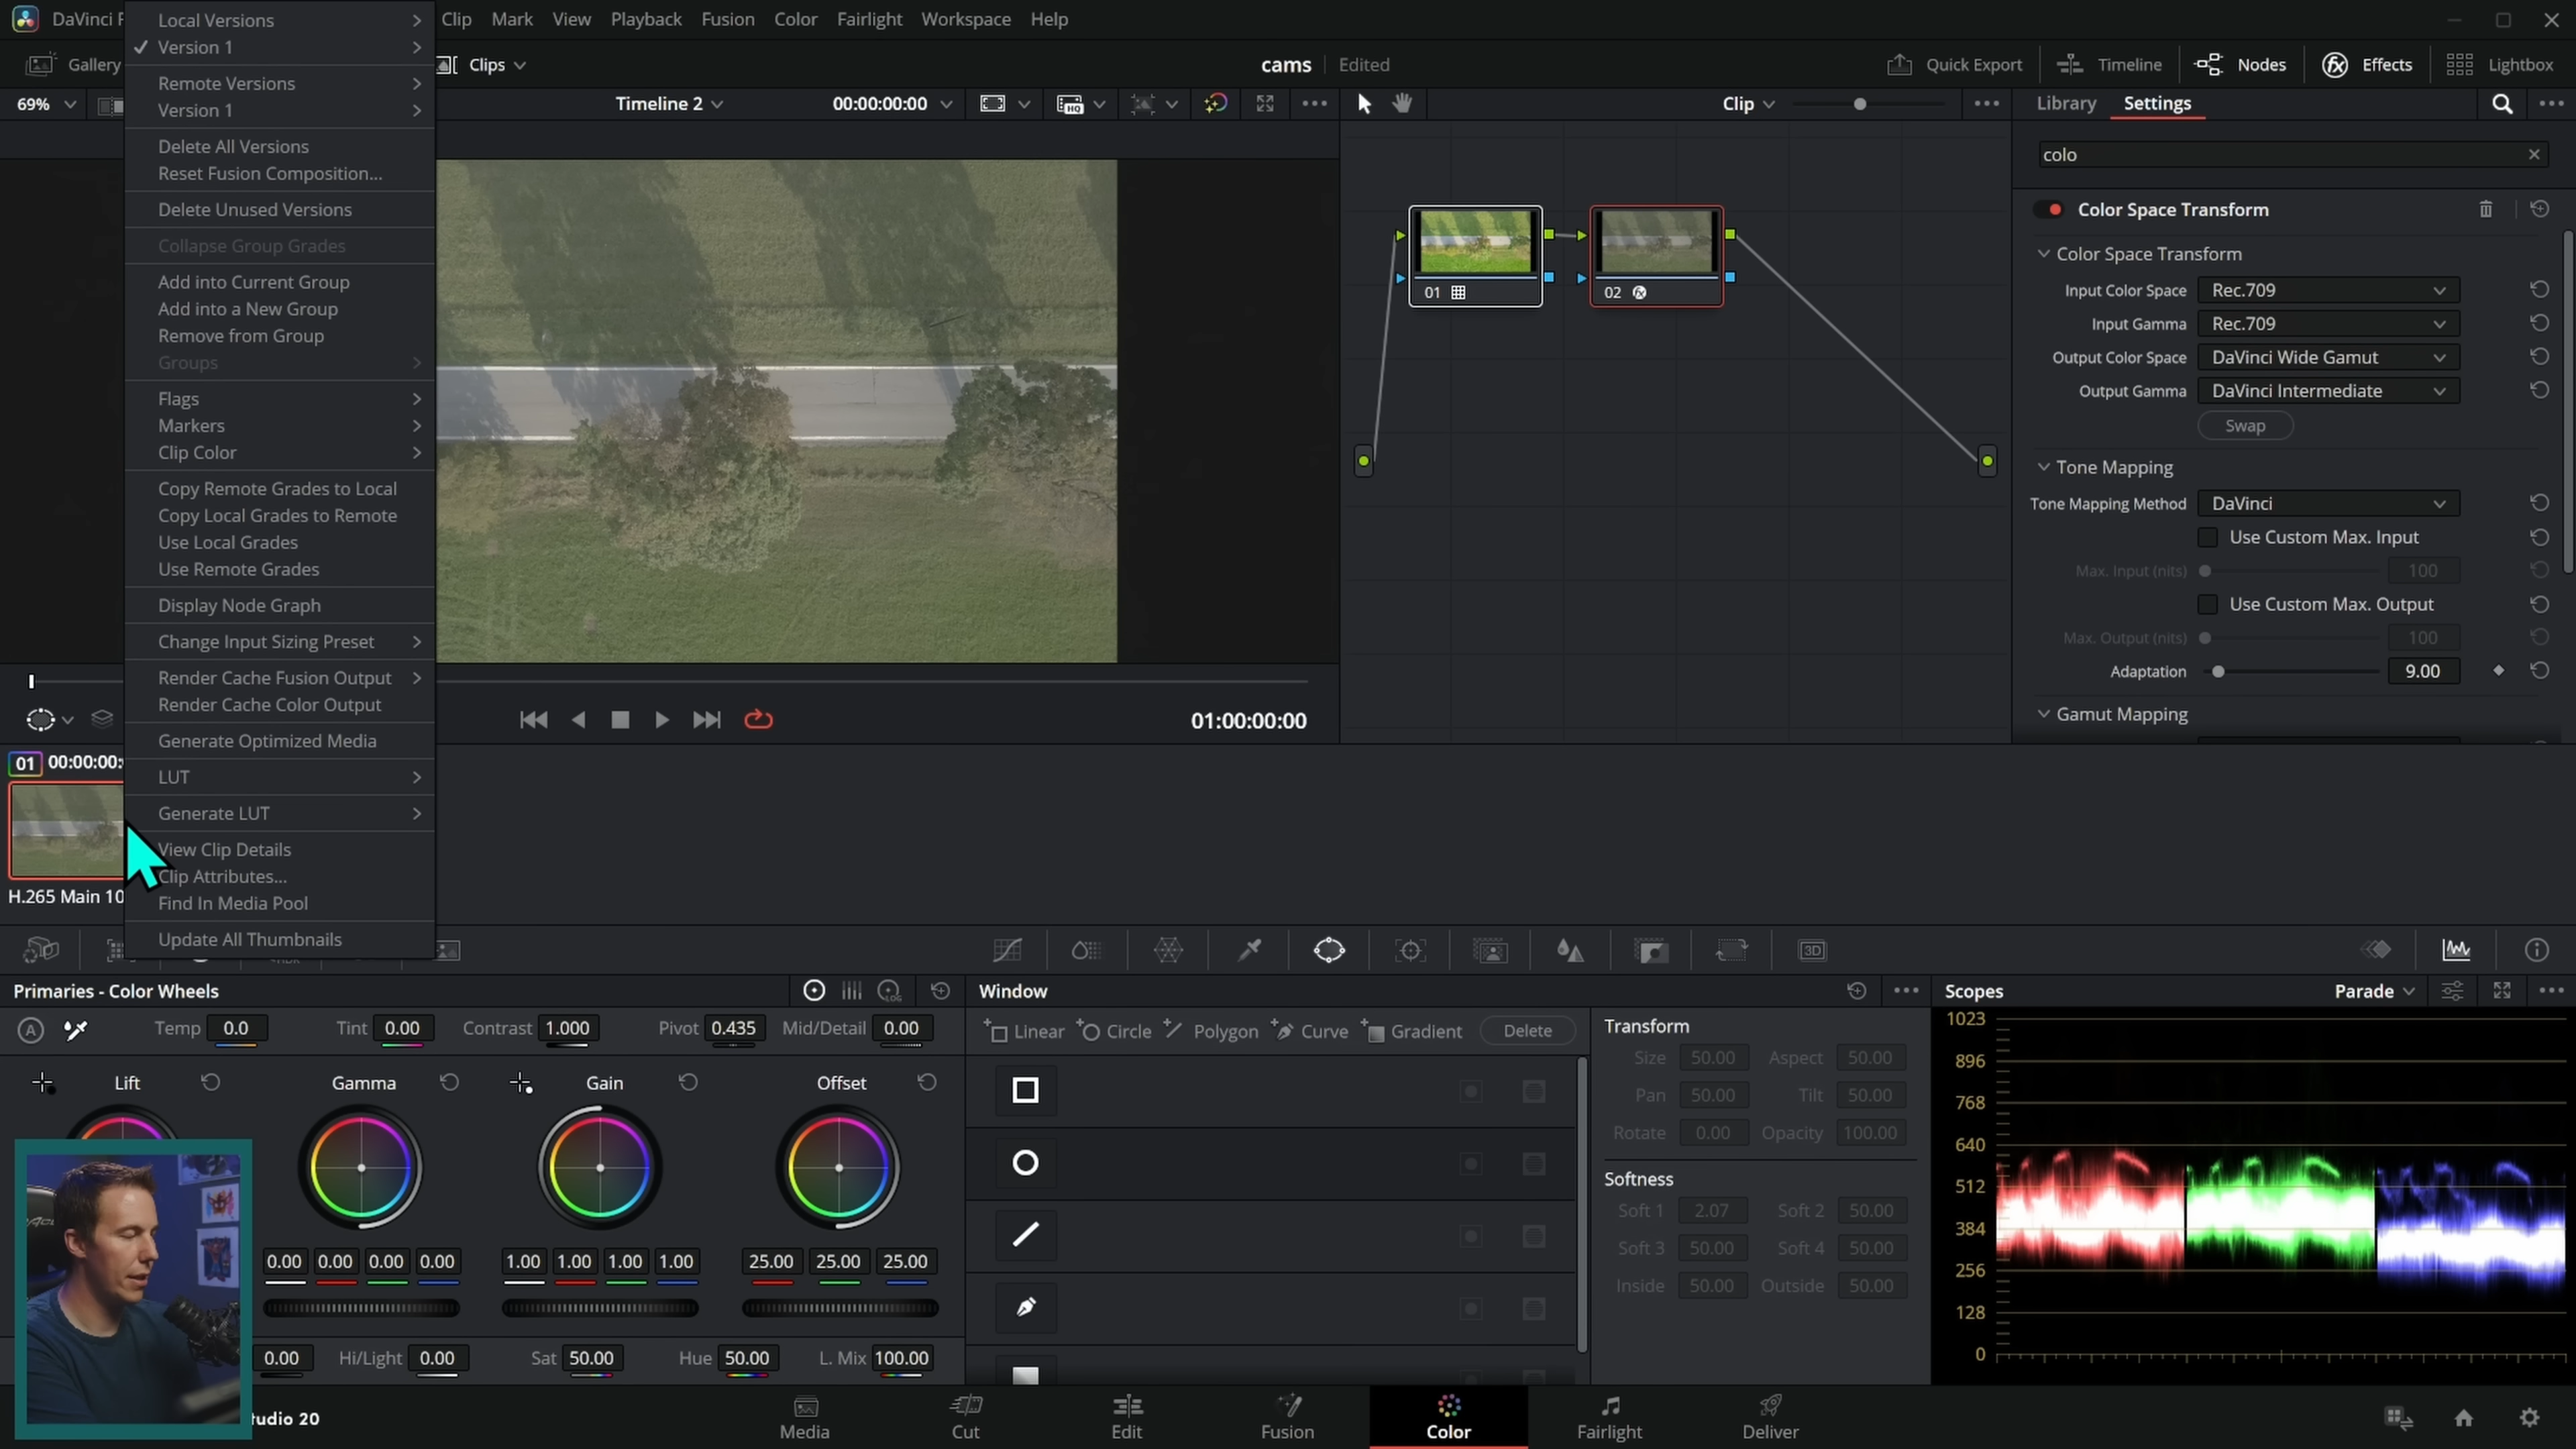 DaVinci
Clip Mark View Playback Fusion Color Fairlight Workspace Help
Gallery
Clips
cams Edited
Quick Export Timeline Nodes Effects Lightbox
69%
Timeline 2
00:00:00:00
Clip
Library Settings
colo
Local Versions
Version 1
Remote Versions
Version 1
Delete All Versions
Reset Fusion Composition...
Delete Unused Versions
Collapse Group Grades
Add into Current Group
Add into a New Group
Remove from Group
Groups
Flags
Markers
Clip Color
Copy Remote Grades to Local
Copy Local Grades to Remote
Use Local Grades
Use Remote Grades
Display Node Graph
Change Input Sizing Preset
Render Cache Fusion Output
Render Cache Color Output
Generate Optimized Media
LUT
Generate LUT
View Clip Details
Clip Attributes...
Find In Media Pool
Update All Thumbnails
01
02
Color Space Transform
Color Space Transform
Input Color Space Rec.709
Input Gamma Rec.709
Output Color Space DaVinci Wide Gamut
Output Gamma DaVinci Intermediate
Swap
Tone Mapping
Tone Mapping Method DaVinci
Use Custom Max. Input
Max. Input (nits) 100
Use Custom Max. Output
Max. Output (nits) 100
Adaptation 9.00
Gamut Mapping
01:00:00:00
01 00:00:00:
H.265 Main 10
HDR
3D
Primaries - Color Wheels
LOG
A Temp 0.0 Tint 0.00 Contrast 1.000 Pivot 0.435 Mid/Detail 0.00
Lift Gamma Gain Offset
0.00 0.00 0.00 0.00 1.00 1.00 1.00 1.00 25.00 25.00 25.00
0.00 Hi/Light 0.00 Sat 50.00 Hue 50.00 L. Mix 100.00
Window
Linear Circle Polygon Curve Gradient Delete
Transform
Size 50.00 Aspect 50.00
Pan 50.00 Tilt 50.00
Rotate 0.00 Opacity 100.00
Softness
Soft 1 2.07 Soft 2 50.00
Soft 3 50.00 Soft 4 50.00
Inside 50.00 Outside 50.00
Scopes Parade
1023
896
768
640
512
384
256
128
0
tudio 20
Media Cut Edit Fusion Color Fairlight Deliver